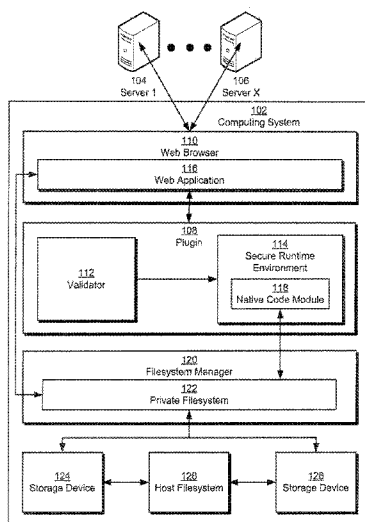 104
Server 1
106
Server X
102
Computing System
110
Web Browser
116
Web Application
108
Plugin
112
Validator
114
Secure Runtime
Environment
118
Native Code Module
120
Filesystem Manager
122
Private Filesystem
124
Storage Device
126
Host Filesystem
128
Storage Device